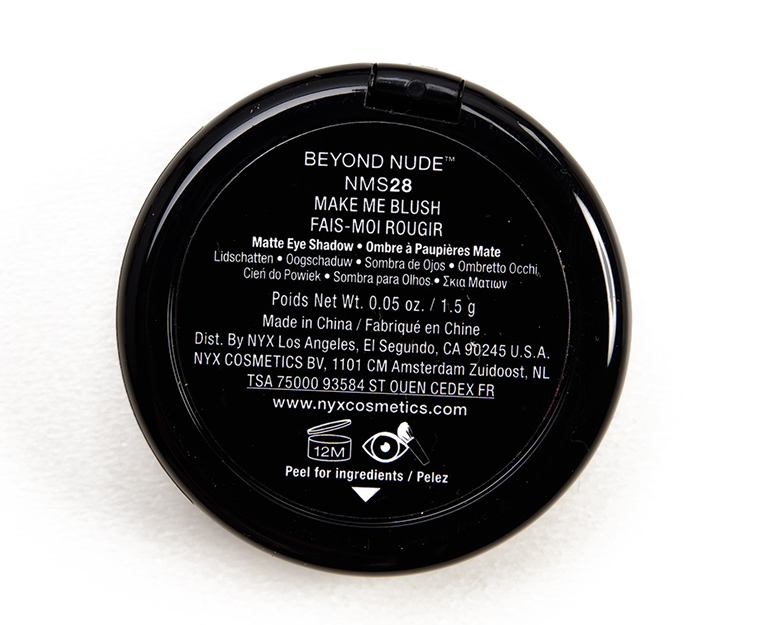 BEYOND NUDE™
NMS28
MAKE ME BLUSH
FAIS-MOI ROUGIR
Matte Eye Shadow • Ombre à Paupières Mate
Lidschatten • Oogschaduw • Sombra de Ojos • Ombretto Occhi
Cień do Powiek • Sombra para Olhos • Σκια Ματιων
Poids Net Wt. 0.05 oz. / 1.5 g
Made in China / Fabriqué en Chine
Dist. By NYX Los Angeles, El Segundo, CA 90245 U.S.A.
NYX COSMETICS BV, 1101 CM Amsterdam Zuidoost, NL
TSA 75000 93584 ST OUEN CEDEX FR
www.nyxcosmetics.com
12M
Peel for ingredients / Pelez